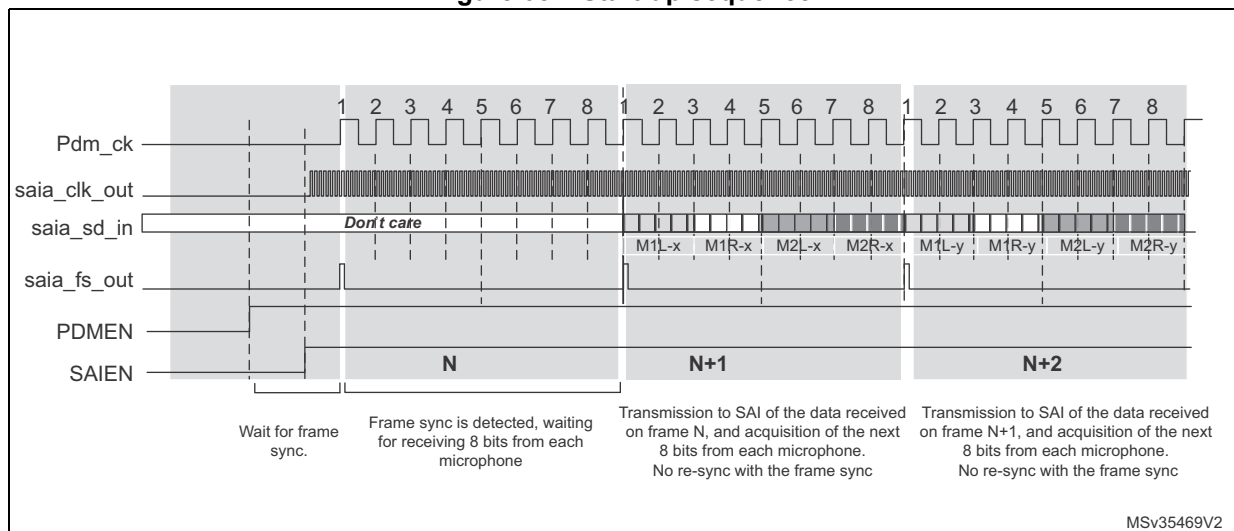 1 2 3 4 5 6 7 8 1 2 3 4 5 6 7 8 1 2 3 4 5 6 7 8
Pdm_ck
saia_clk_out
saia_sd_in
Don't care
M1L-x M1R-x M2L-x M2R-x M1L-y M1R-y M2L-y M2R-y
saia_fs_out
PDMEN
SAIEN
N N+1 N+2
Wait for frame
sync.
Frame sync is detected, waiting
for receiving 8 bits from each
microphone
Transmission to SAI of the data received
on frame N, and acquisition of the next
8 bits from each microphone.
No re-sync with the frame sync
Transmission to SAI of the data received
on frame N+1, and acquisition of the next
8 bits from each microphone.
No re-sync with the frame sync
MSv35469V2